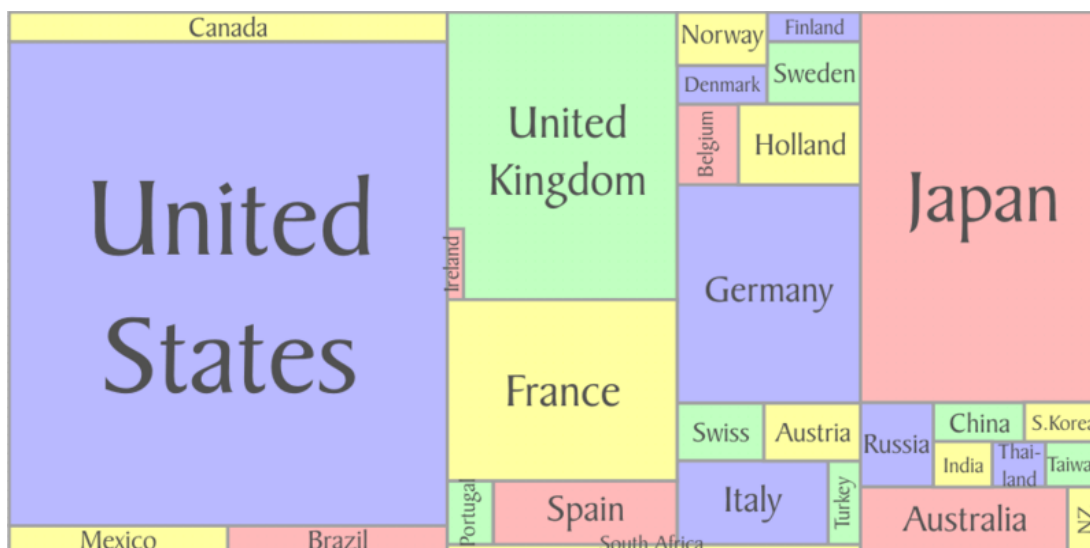 Canada
United
States
Mexico
Brazil
United
Kingdom
Ireland
France
Portugal
Spain
South Africa
Norway
Finland
Denmark
Sweden
Belgium
Holland
Germany
Swiss
Austria
Italy
Turkey
Japan
Russia
China
S.Korea
India
Thai-
land
Taiwa
Australia
NZ